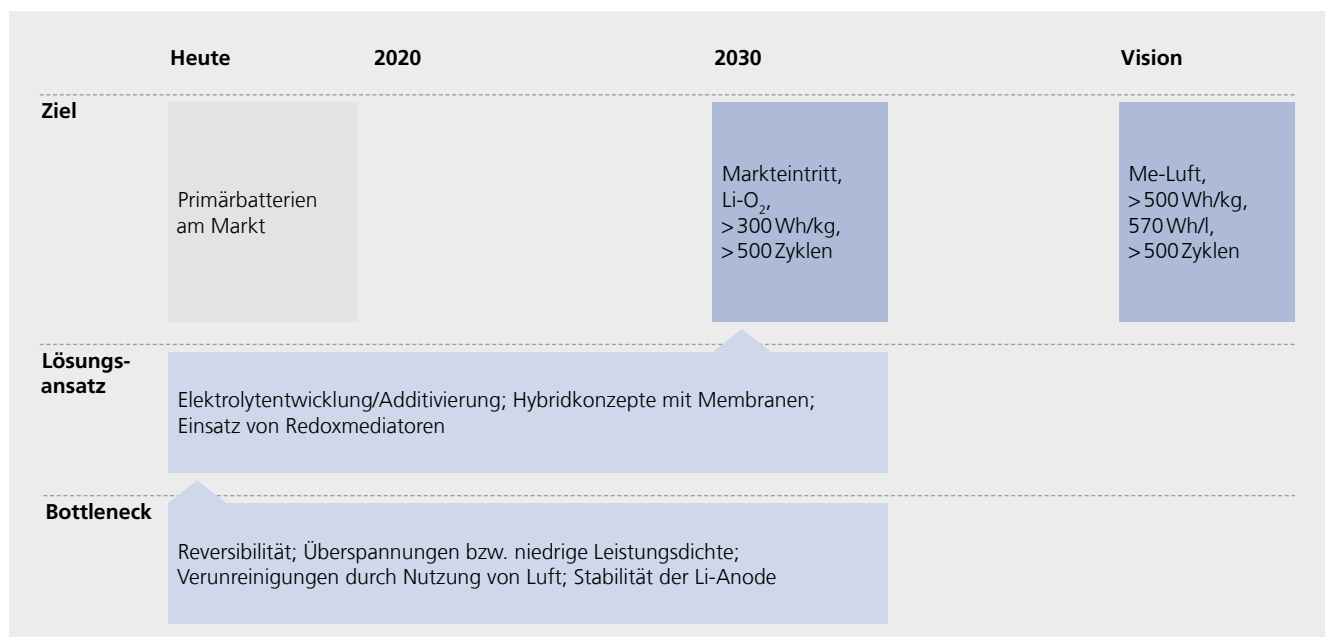 Heute 2020 2030 Vision
Ziel
Primärbatterien
am Markt
Markteintritt,
Li-O₂,
> 300 Wh/kg,
> 500 Zyklen
Me-Luft,
> 500 Wh/kg,
570 Wh/l,
> 500 Zyklen
Lösungs-
ansatz
Elektrolytentwicklung/Additivierung; Hybridkonzepte mit Membranen;
Einsatz von Redoxmediatoren
Bottleneck
Reversibilität; Überspannungen bzw. niedrige Leistungsdichte;
Verunreinigungen durch Nutzung von Luft; Stabilität der Li-Anode